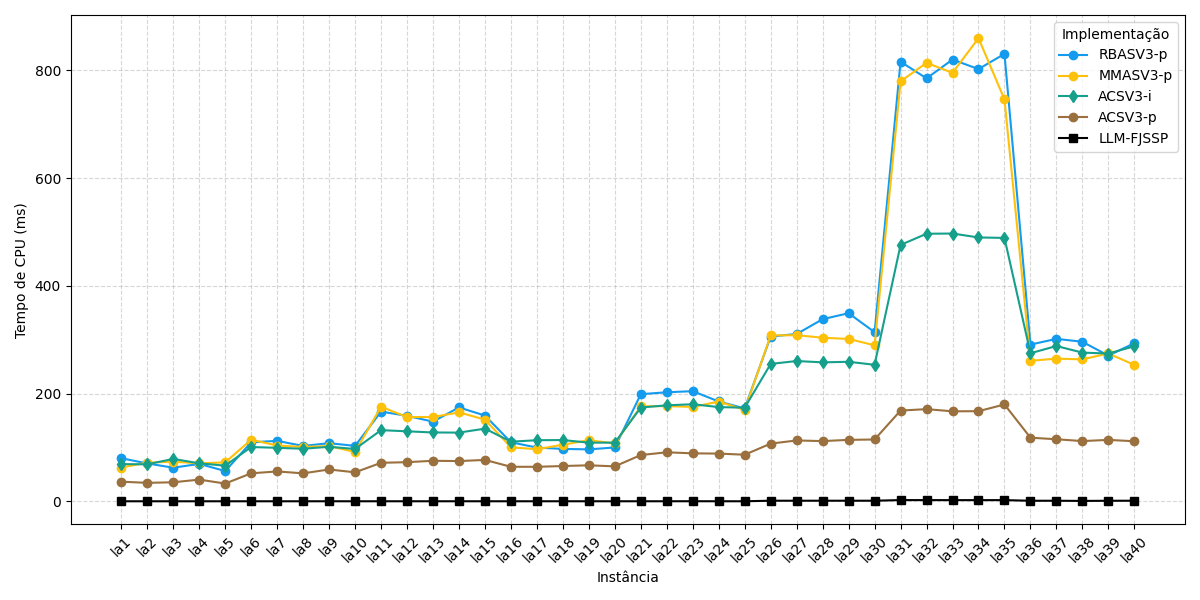 Implementação
RBASV3-p
MMASV3-p
ACSV3-i
ACSV3-p
LLM-FJSSP
Tempo de CPU (ms)
800
600
400
200
0
la1
la2
la3
la4
la5
la6
la7
la8
la9
la10
la11
la12
la13
la14
la15
la16
la17
la18
la19
la20
la21
la22
la23
la24
la25
la26
la27
la28
la29
la30
la31
la32
la33
la34
la35
la36
la37
la38
la39
la40
Instância